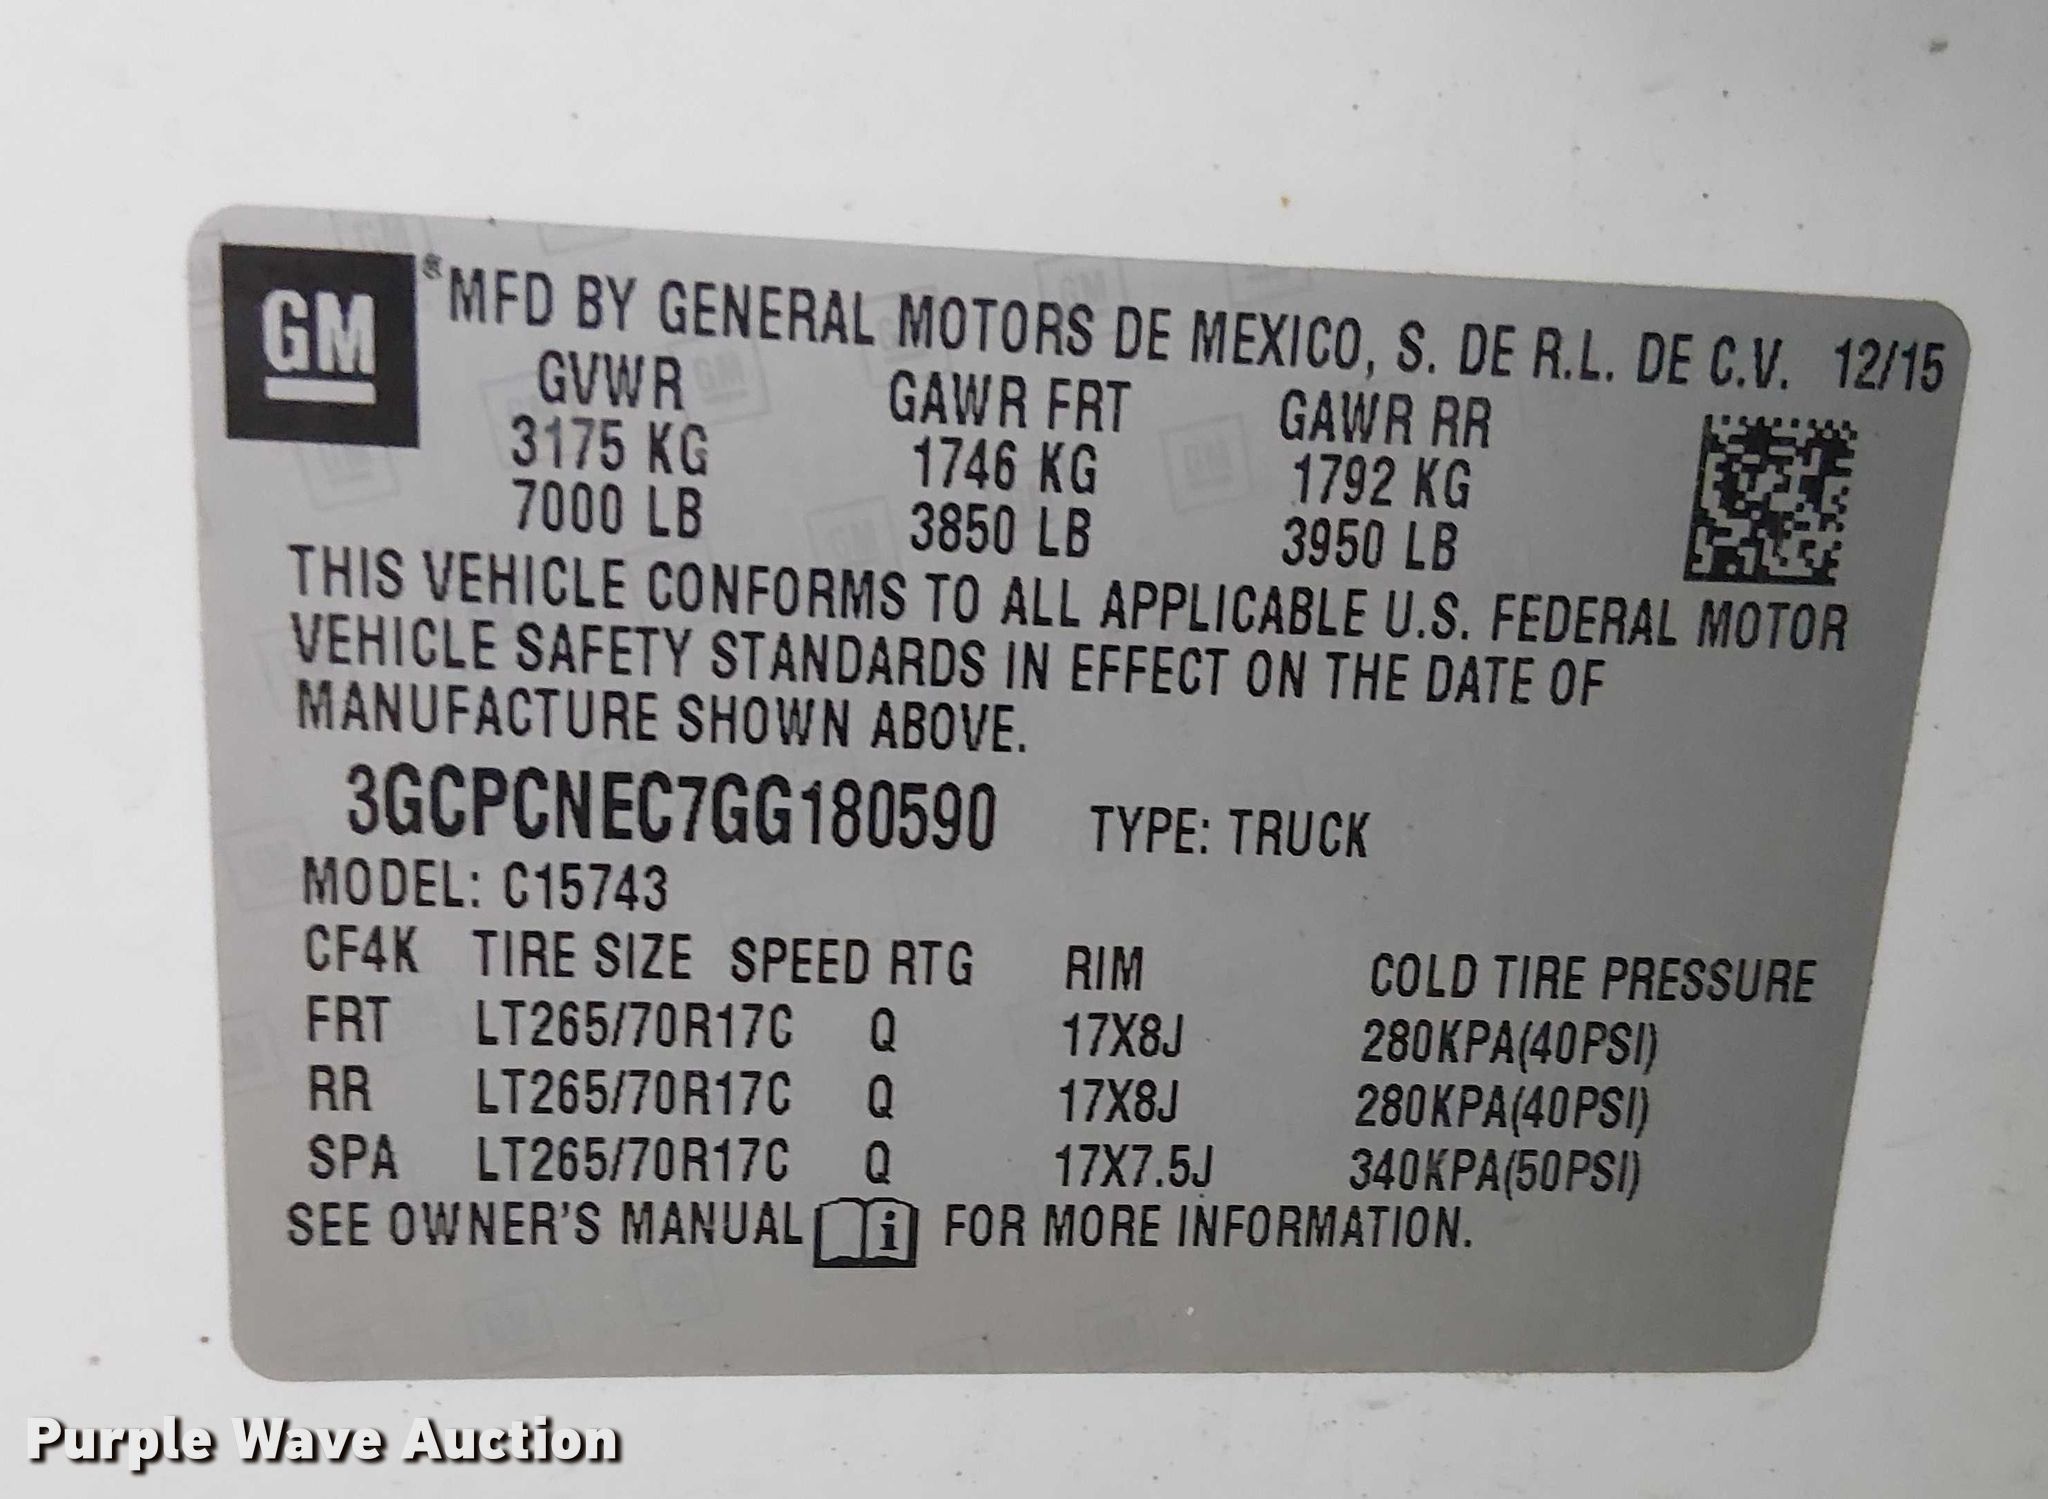 GM ® MFD BY GENERAL MOTORS DE MEXICO, S. DE R.L. DE C.V. 12/15
GVWR GAWR FRT GAWR RR
3175 KG 1746 KG 1792 KG
7000 LB 3850 LB 3950 LB
THIS VEHICLE CONFORMS TO ALL APPLICABLE U.S. FEDERAL MOTOR
VEHICLE SAFETY STANDARDS IN EFFECT ON THE DATE OF
MANUFACTURE SHOWN ABOVE.
3GCPCNEC7GG180590 TYPE: TRUCK
MODEL: C15743
CF4K TIRE SIZE SPEED RTG RIM COLD TIRE PRESSURE
FRT LT265/70R17C Q 17X8J 280KPA(40PSI)
RR LT265/70R17C Q 17X8J 280KPA(40PSI)
SPA LT265/70R17C Q 17X7.5J 340KPA(50PSI)
SEE OWNER'S MANUAL i FOR MORE INFORMATION.
Purple Wave Auction